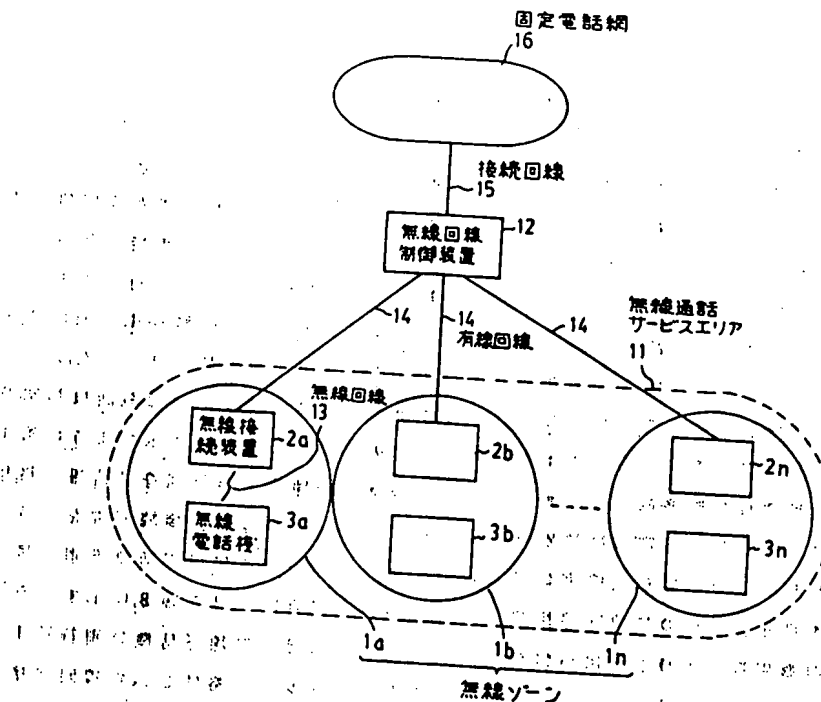 固定電話網
16
接続回線
15
無線回線
制御装置
12
14
14
有線回線
14
無線通話
サービスエリア
11
無線回線
13
無線接
続装置
2a
2b
2n
無線
電話機
3a
3b
3n
1a
1b
1n
無線ゾーン